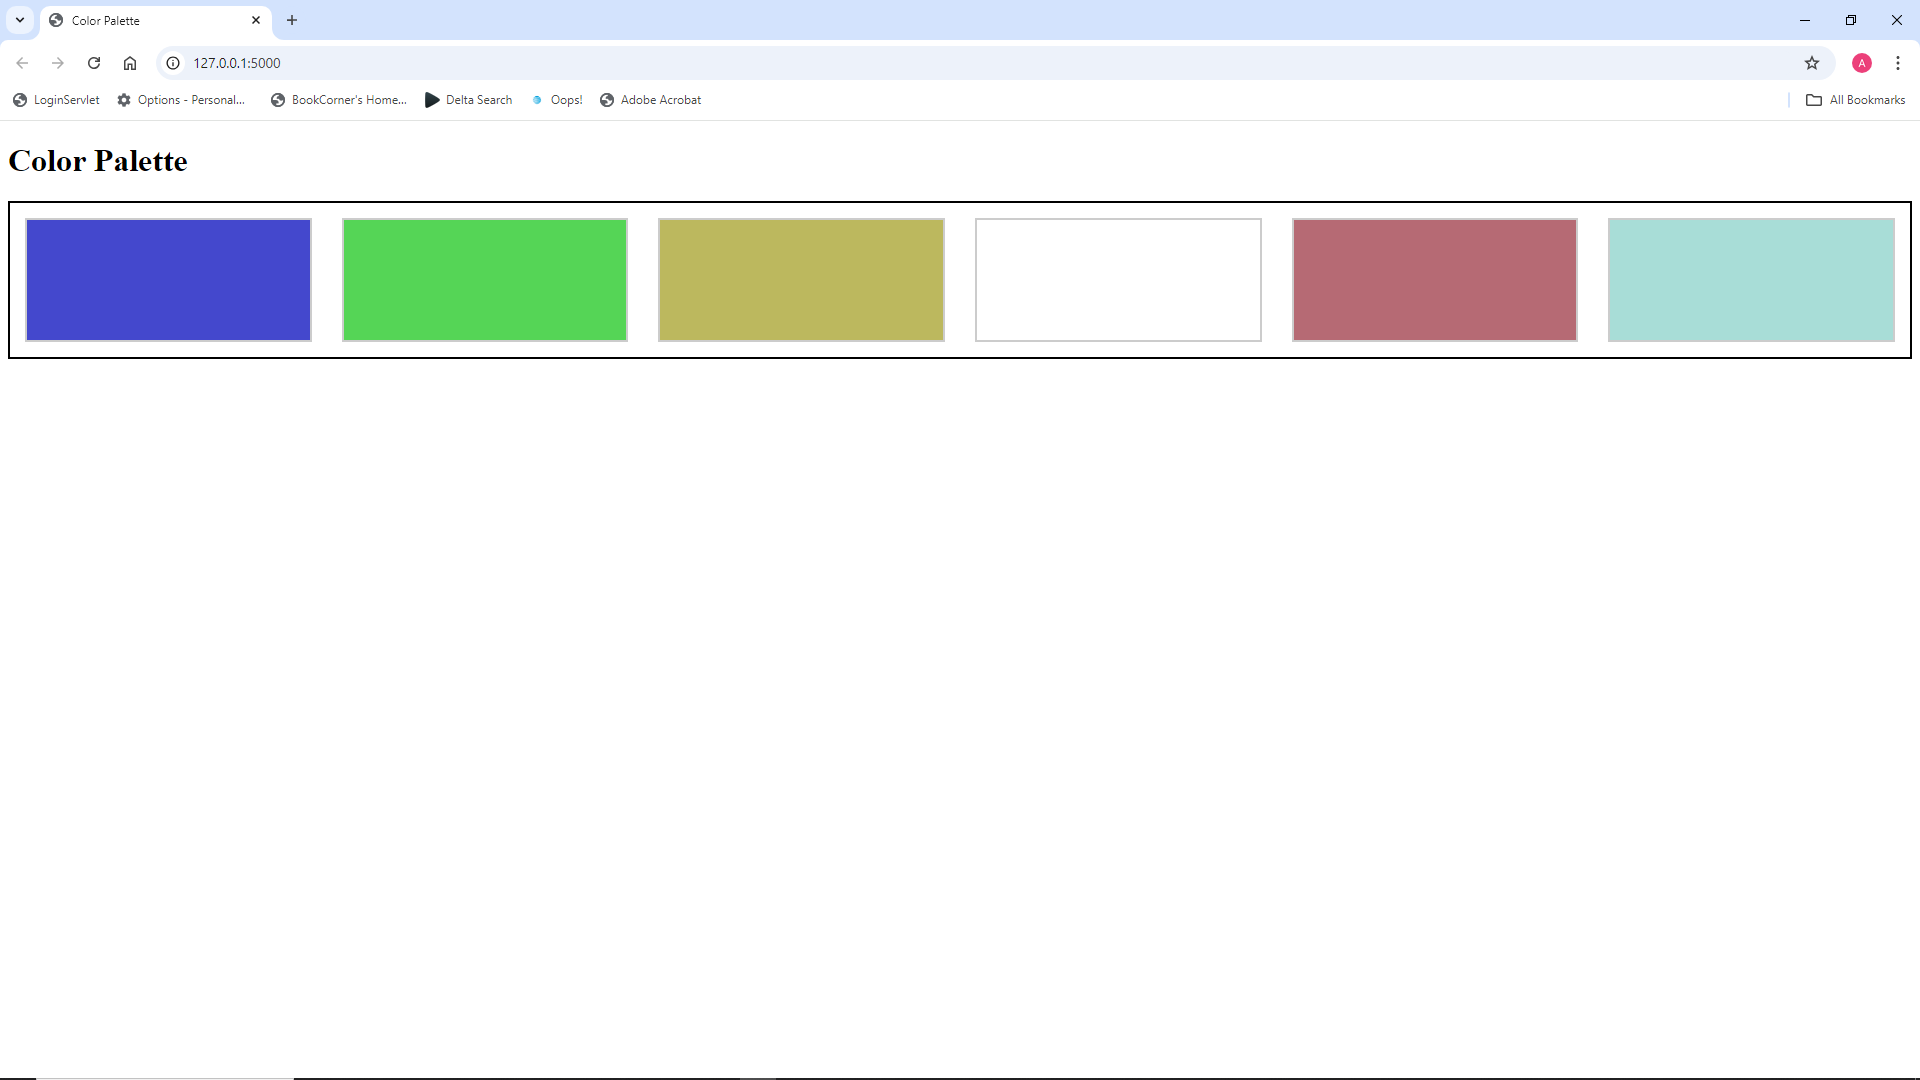 Color Palette
127.0.0.1:5000
A
LoginServlet
Options - Personal...
BookCorner's Home...
Delta Search
Oops!
Adobe Acrobat
All Bookmarks
Color Palette